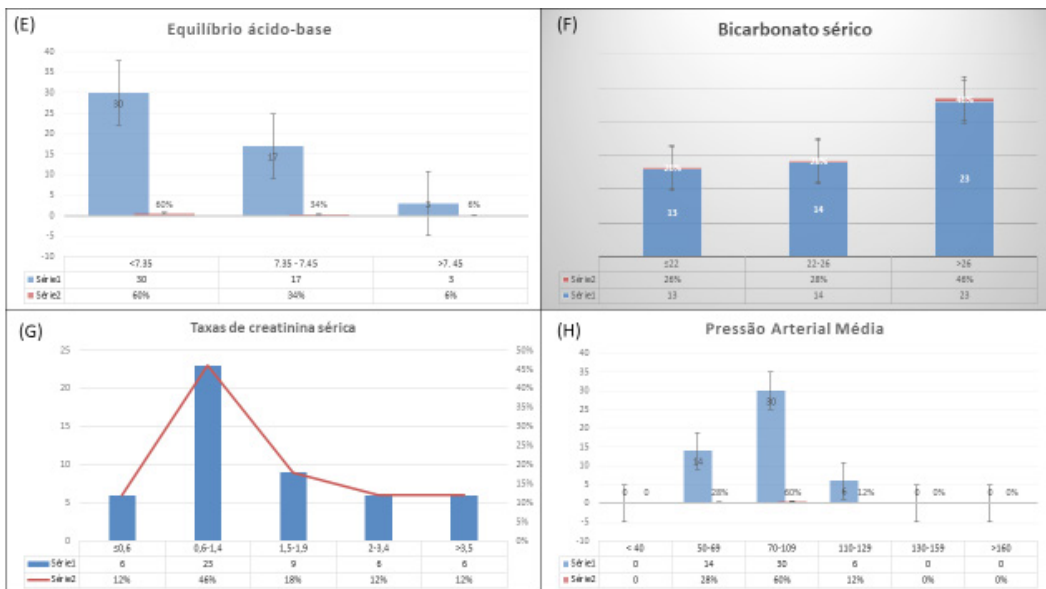 (E)
Equilíbrio ácido-base
40
35
30
25
20
15
10
5
0
-5
-10
30
17
3
60%
34%
6%
<7.35 7.35 - 7.45 >7. 45
Série1 30 17 3
Série2 60% 34% 6%
(F)
Bicarbonato sérico
26%
28%
46%
13
14
23
≤22 22-26 >26
Série2 26% 28% 46%
Série1 13 14 23
(G)
Taxas de creatinina sérica
25
20
15
10
5
0
50%
45%
40%
35%
30%
25%
20%
15%
10%
5%
0%
≤0,6 0,6-1,4 1,5-1,9 2-3,4 >3,5
Série1 6 23 9 6 6
Série2 12% 46% 18% 12% 12%
(H)
Pressão Arterial Média
40
35
30
25
20
15
10
5
0
-5
-10
0 0
14 28%
30 60%
6 12%
0 0%
0 0%
< 40 50-69 70-109 110-129 130-159 >160
Série1 0 14 30 6 0 0
Série2 0 28% 60% 12% 0% 0%